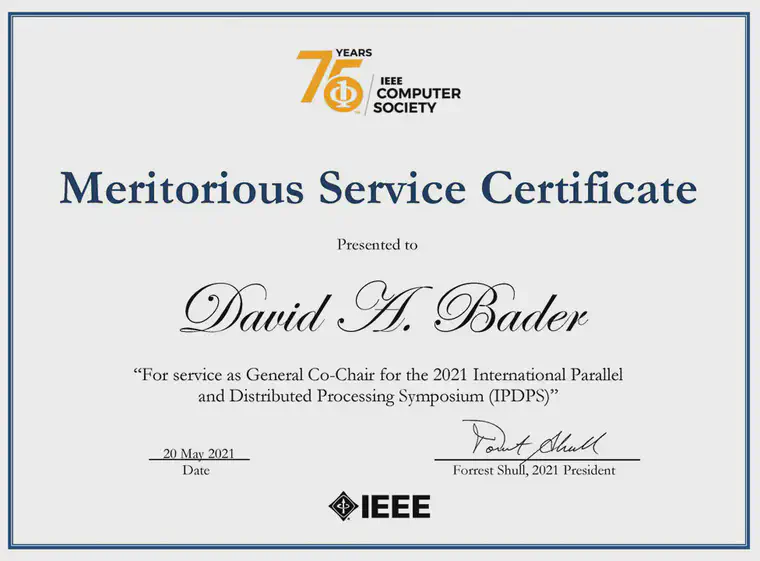 75 YEARS
IEEE
COMPUTER
SOCIETY
Meritorious Service Certificate
Presented to
David A. Bader
“For service as General Co-Chair for the 2021 International Parallel
and Distributed Processing Symposium (IPDPS)”
Forrest Shull
20 May 2021
Date
Forrest Shull, 2021 President
IEEE